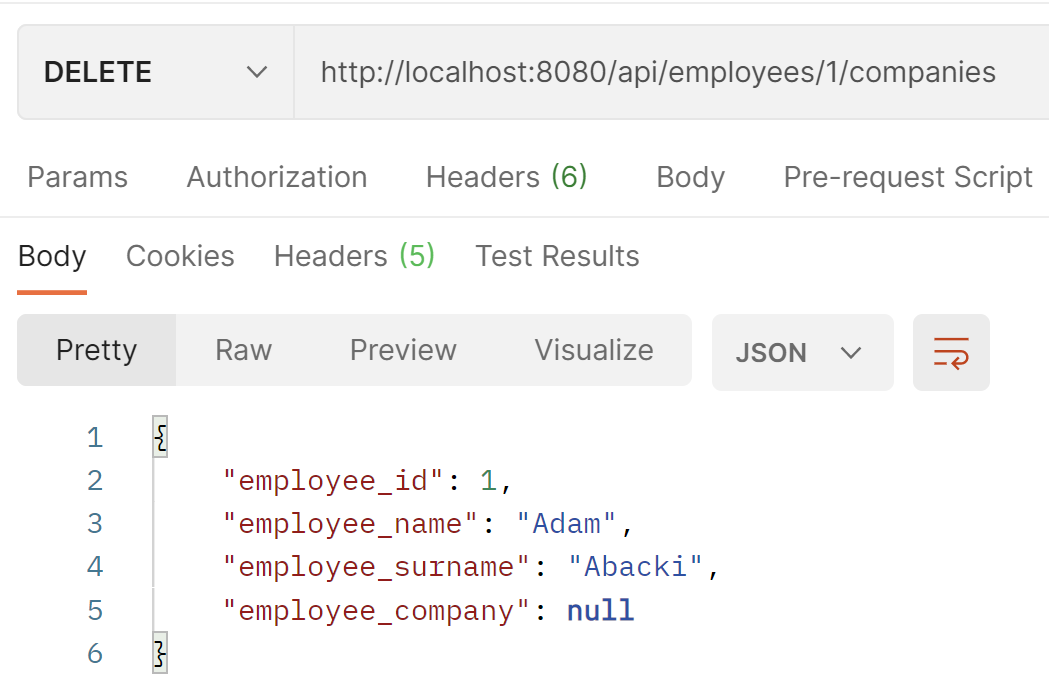 DELETE http://localhost:8080/api/employees/1/companies
Params Authorization Headers (6) Body Pre-request Script
Body Cookies Headers (5) Test Results
Pretty Raw Preview Visualize JSON
1 {
2 "employee_id": 1,
3 "employee_name": "Adam",
4 "employee_surname": "Abacki",
5 "employee_company": null
6 }